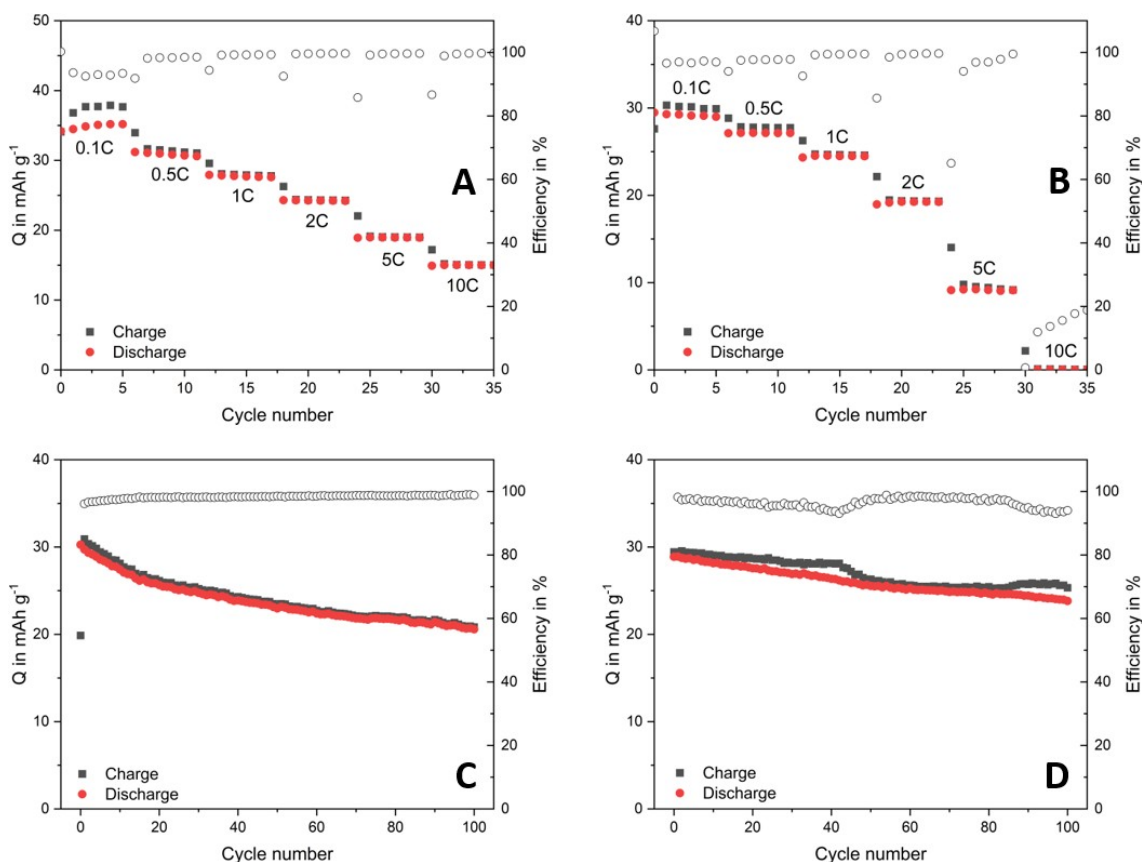 50
40
30
20
10
0
Q in mAh g⁻¹
0.1C
0.5C
1C
2C
5C
10C
A
Charge
Discharge
100
80
60
40
20
0
Efficiency in %
0 5 10 15 20 25 30 35
Cycle number
40
30
20
10
0
Q in mAh g⁻¹
0.1C
0.5C
1C
2C
5C
10C
B
Charge
Discharge
100
80
60
40
20
0
Efficiency in %
0 5 10 15 20 25 30 35
Cycle number
40
30
20
10
0
Q in mAh g⁻¹
C
Charge
Discharge
100
80
60
40
20
0
Efficiency in %
0 20 40 60 80 100
Cycle number
40
30
20
10
0
Q in mAh g⁻¹
D
Charge
Discharge
100
80
60
40
20
0
Efficiency in %
0 20 40 60 80 100
Cycle number